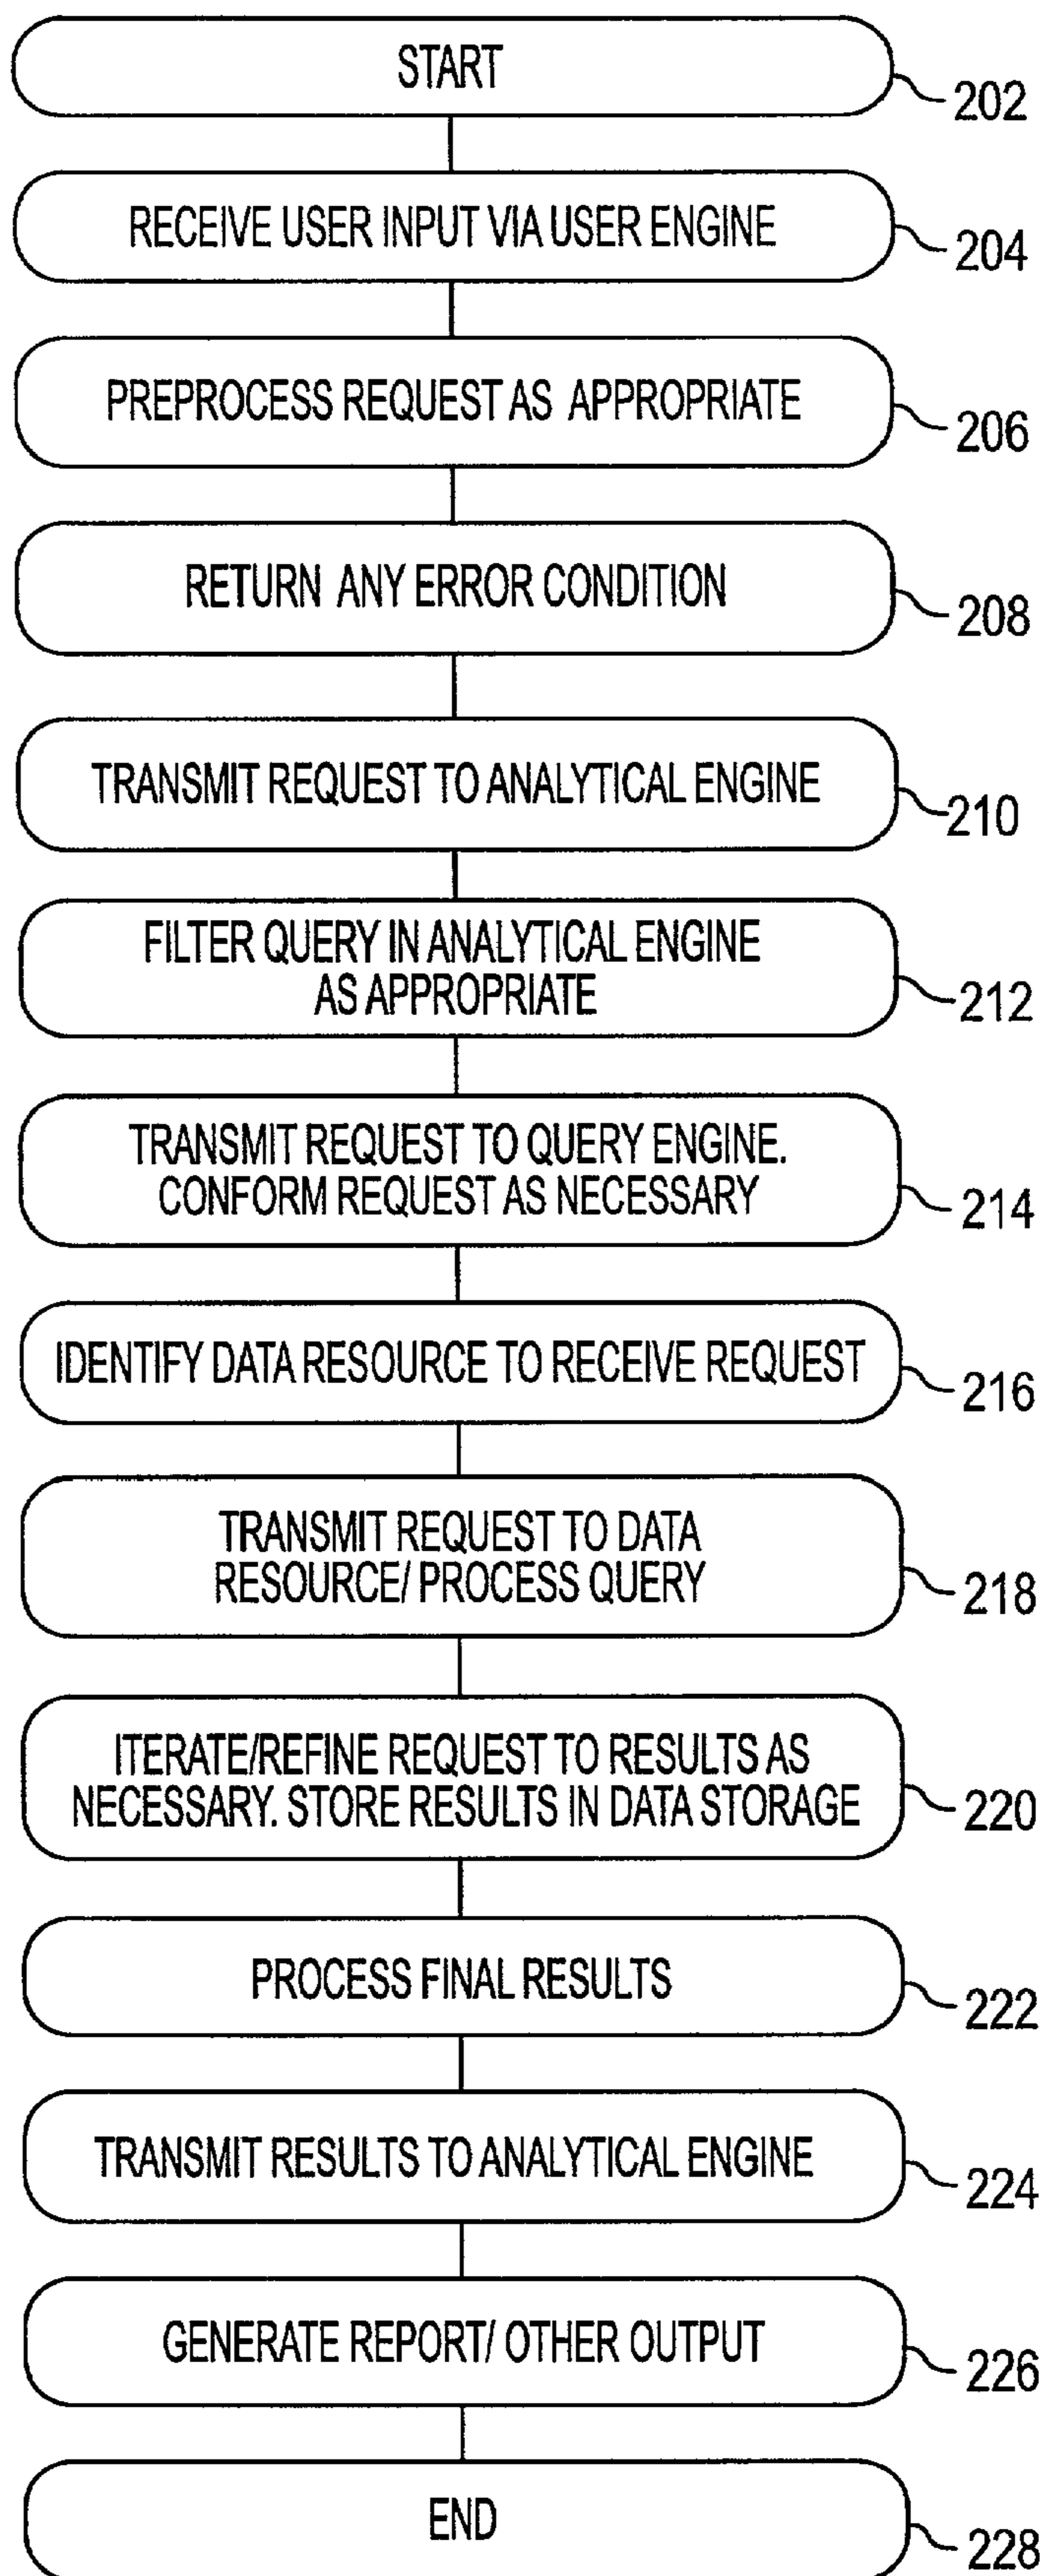 START
202
RECEIVE USER INPUT VIA USER ENGINE
204
PREPROCESS REQUEST AS APPROPRIATE
206
RETURN ANY ERROR CONDITION
208
TRANSMIT REQUEST TO ANALYTICAL ENGINE
210
FILTER QUERY IN ANALYTICAL ENGINE
AS APPROPRIATE
212
TRANSMIT REQUEST TO QUERY ENGINE.
CONFORM REQUEST AS NECESSARY
214
IDENTIFY DATA RESOURCE TO RECEIVE REQUEST
216
TRANSMIT REQUEST TO DATA
RESOURCE/ PROCESS QUERY
218
ITERATE/REFINE REQUEST TO RESULTS AS
NECESSARY. STORE RESULTS IN DATA STORAGE
220
PROCESS FINAL RESULTS
222
TRANSMIT RESULTS TO ANALYTICAL ENGINE
224
GENERATE REPORT/ OTHER OUTPUT
226
END
228